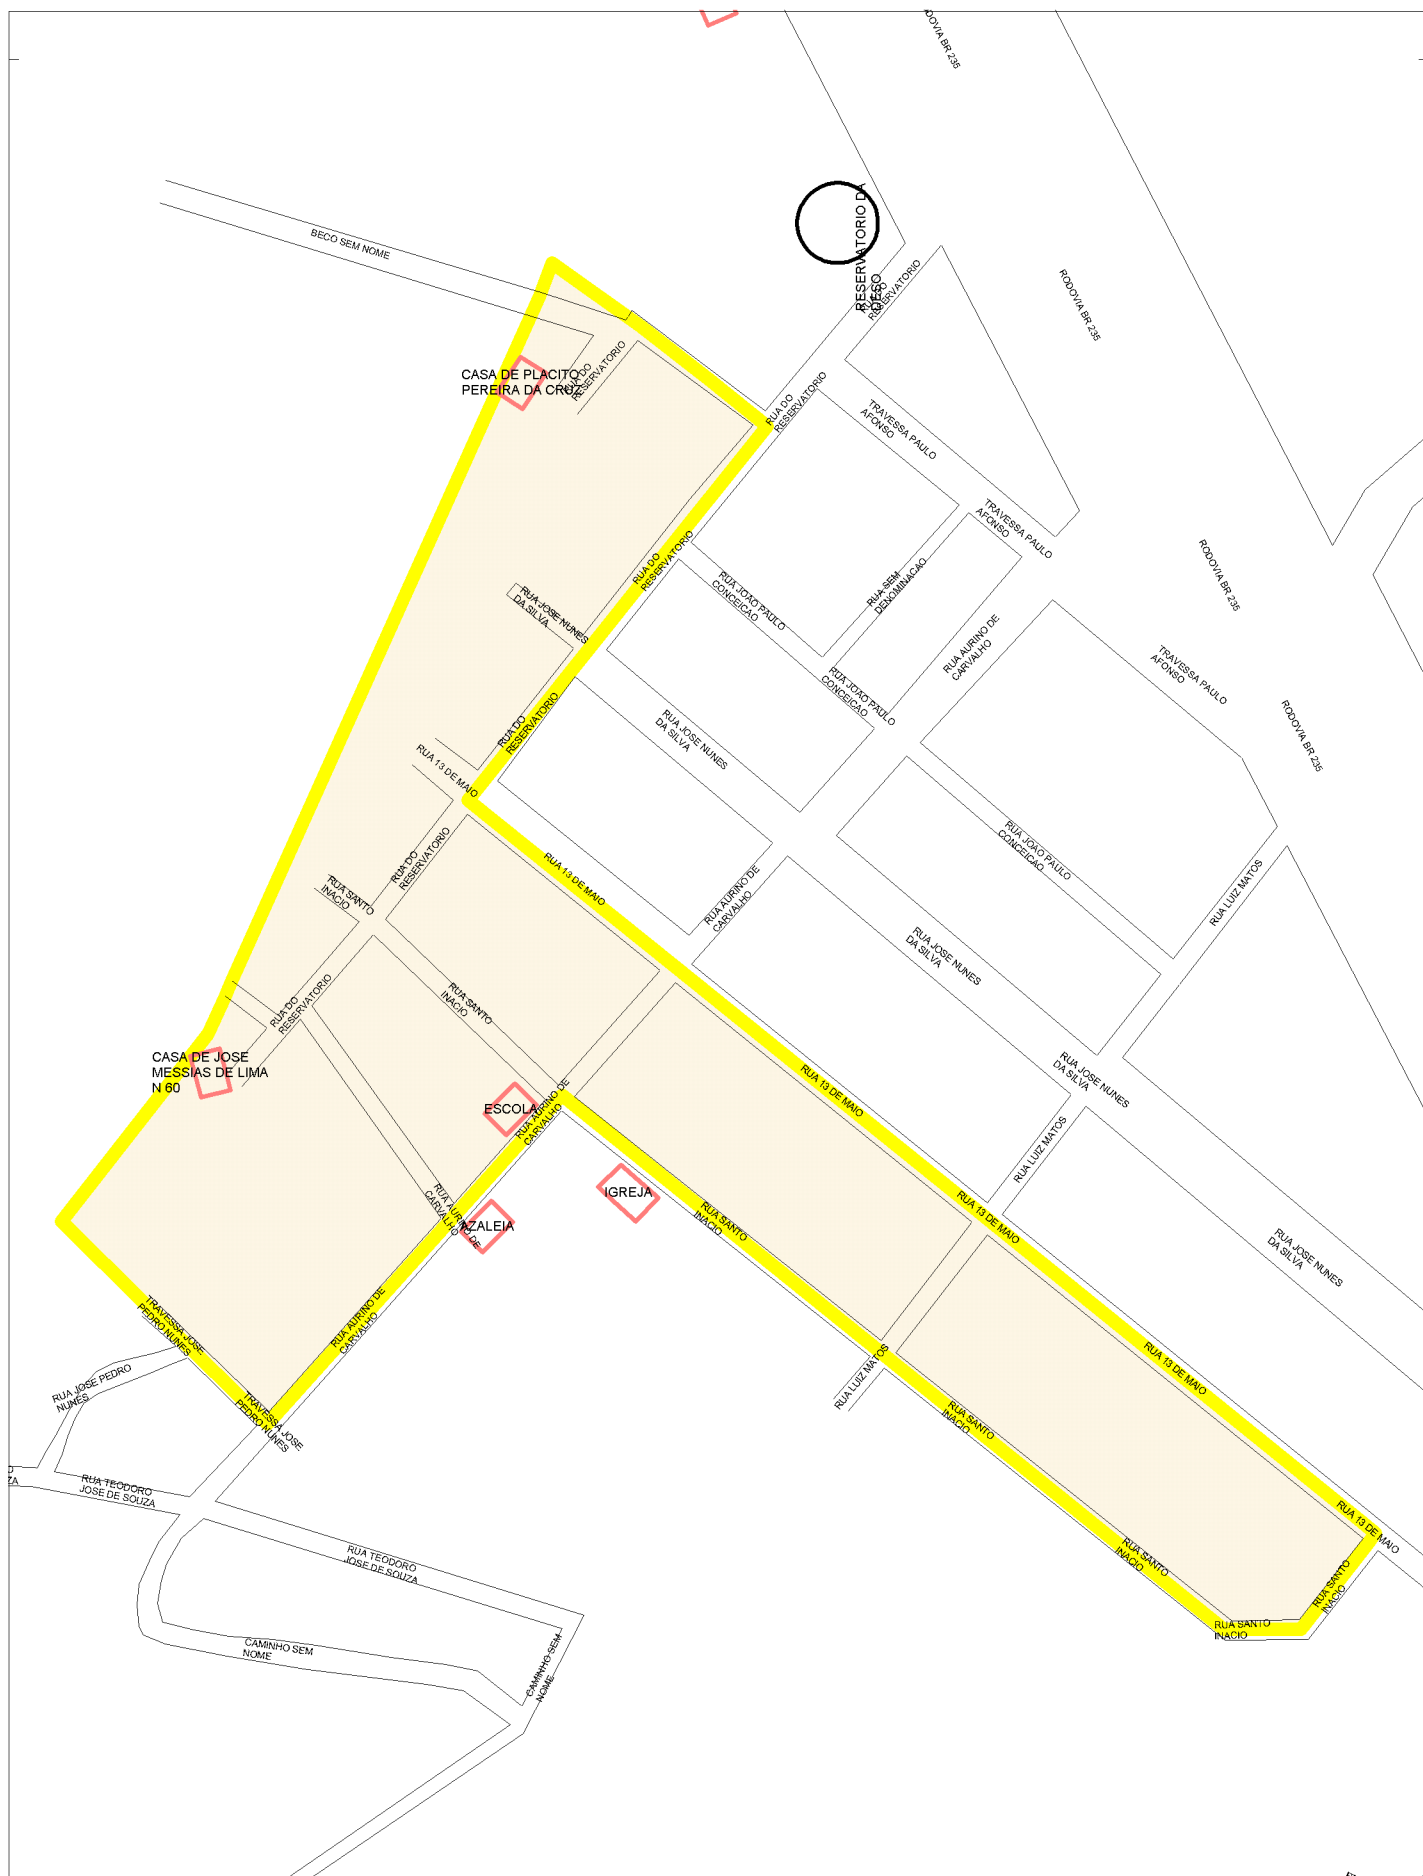 RODOVIA BR 235
BECO SEM NOME
RESERVATORIO DA
DESO
RUA DO
RESERVATORIO
RODOVIA BR 235
CASA DE PLACITO
PEREIRA DA CRUZ
RUA DO
RESERVATORIO
RUA DO
RESERVATORIO
TRAVESSA PAULO
AFONSO
TRAVESSA PAULO
AFONSO
RODOVIA BR 235
RUA DO
RESERVATORIO
RUA JOSE NUNES
DA SILVA
RUA JOAO PAULO
CONCEICAO
RUA SEM
DENOMINACAO
RUA AURINO DE
CARVALHO
TRAVESSA PAULO
AFONSO
RUA JOAO PAULO
CONCEICAO
RODOVIA BR 235
RUA DO
RESERVATORIO
RUA JOSE NUNES
DA SILVA
RUA 13 DE MAIO
RUA DO
RESERVATORIO
RUA 13 DE MAIO
RUA JOAO PAULO
CONCEICAO
RUA SANTO
INACIO
RUA AURINO DE
CARVALHO
RUA LUIZ MATOS
RUA JOSE NUNES
DA SILVA
RUA DO
RESERVATORIO
RUA SANTO
INACIO
CASA DE JOSE
MESSIAS DE LIMA
N 60
RUA 13 DE MAIO
RUA JOSE NUNES
DA SILVA
ESCOLA
RUA AURINO DE
CARVALHO
RUA LUIZ MATOS
IGREJA
RUA AURINO DE
CARVALHO
AZALEIA
RUA SANTO
INACIO
RUA 13 DE MAIO
RUA JOSE NUNES
DA SILVA
TRAVESSA JOSE
PEDRO NUNES
RUA AURINO DE
CARVALHO
RUA LUIZ MATOS
RUA 13 DE MAIO
RUA JOSE PEDRO
NUNES
TRAVESSA JOSE
PEDRO NUNES
RUA SANTO
INACIO
ZA
RUA TEODORO
JOSE DE SOUZA
RUA 13 DE MAIO
RUA TEODORO
JOSE DE SOUZA
RUA SANTO
INACIO
RUA SANTO
INACIO
RUA SANTO
INACIO
CAMINHO SEM
NOME
CAMINHO SEM
NOME